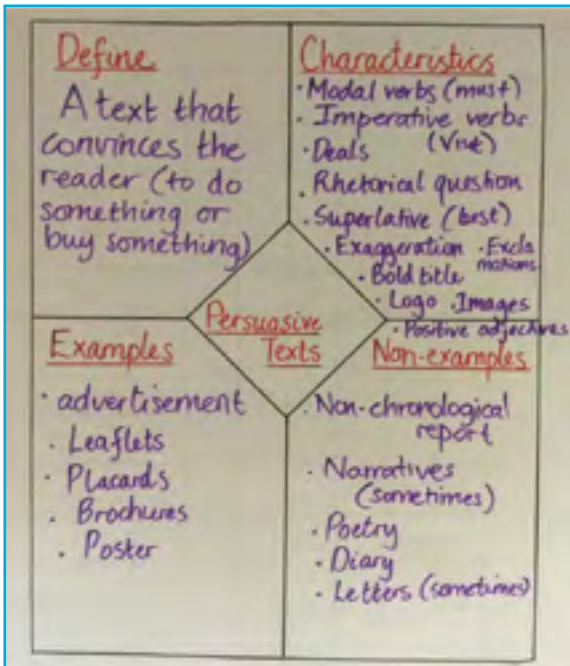 Define
A text that
convinces the
reader (to do
something or
buy something)
Characteristics
· Modal verbs (must)
· Imperative verbs
(Visit)
· Deals
· Rhetorical question
· Superlative (best)
· Exaggeration · Excla
mations
· Bold title
· Logo · Images
· Positive adjectives
Persuasive
Texts
Examples
· advertisement
· Leaflets
· Placards
· Brochures
· Poster
Non-examples
· Non-chronological
report
· Narratives
(sometimes)
· Poetry
· Diary
· Letters (sometimes)